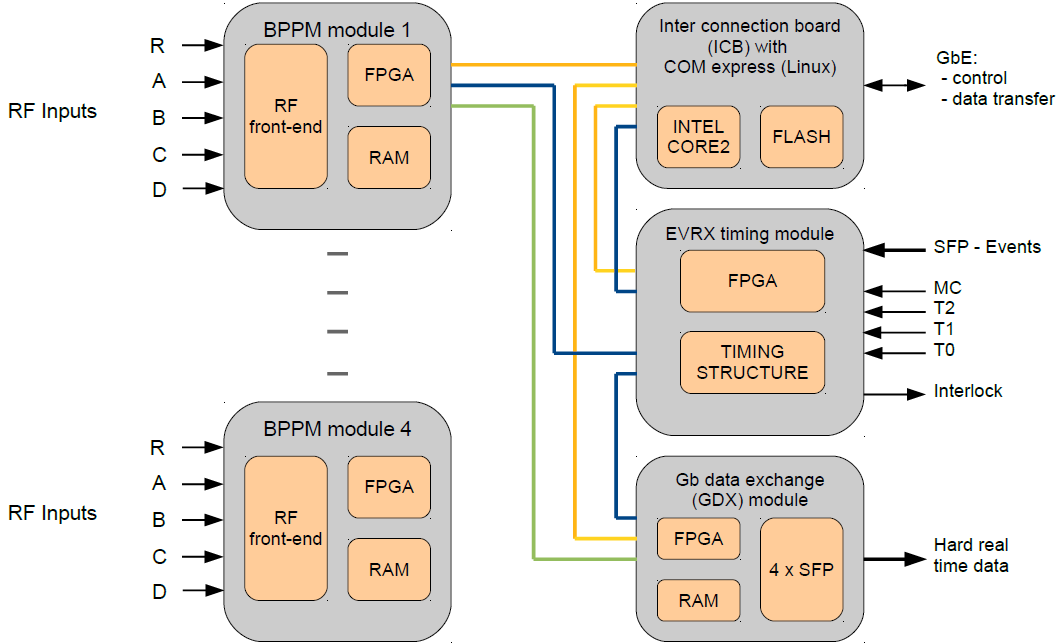 BPPM module 1
RF Inputs
R
A
B
C
D
RF
front-end
FPGA
RAM
BPPM module 4
RF Inputs
R
A
B
C
D
RF
front-end
FPGA
RAM
Inter connection board
(ICB) with
COM express (Linux)
INTEL
CORE2
FLASH
GbE:
- control
- data transfer
EVRX timing module
FPGA
TIMING
STRUCTURE
SFP - Events
MC
T2
T1
T0
Interlock
Gb data exchange
(GDX) module
FPGA
RAM
4 x SFP
Hard real
time data